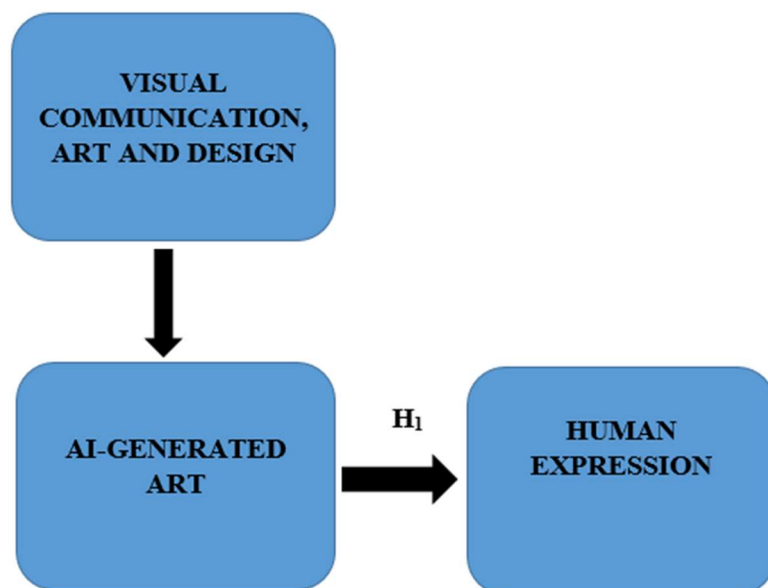 VISUAL
COMMUNICATION,
ART AND DESIGN
AI-GENERATED
ART
H₁
HUMAN
EXPRESSION